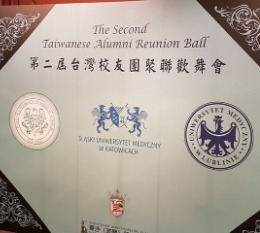 The Second
Taiwanese Alumni Reunion Ball
第二屆台灣校友團聚聯歡舞會
ŚLĄSKI UNIWERSYTET MEDYCZNY
W KATOWICACH
UNIWERSYTET MEDYCZNY
W LUBLINIE